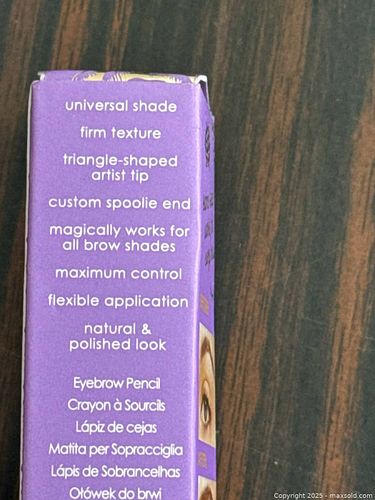 universal shade
firm texture
triangle-shaped
artist tip
custom spoolie end
magically works for
all brow shades
maximum control
flexible application
natural &
polished look
Eyebrow Pencil
Crayon à Sourcils
Lápiz de cejas
Matita per Sopracciglia
Lápis de Sobrancelhas
Ołówek do brwi
Copyright 2025 - maxsold.com